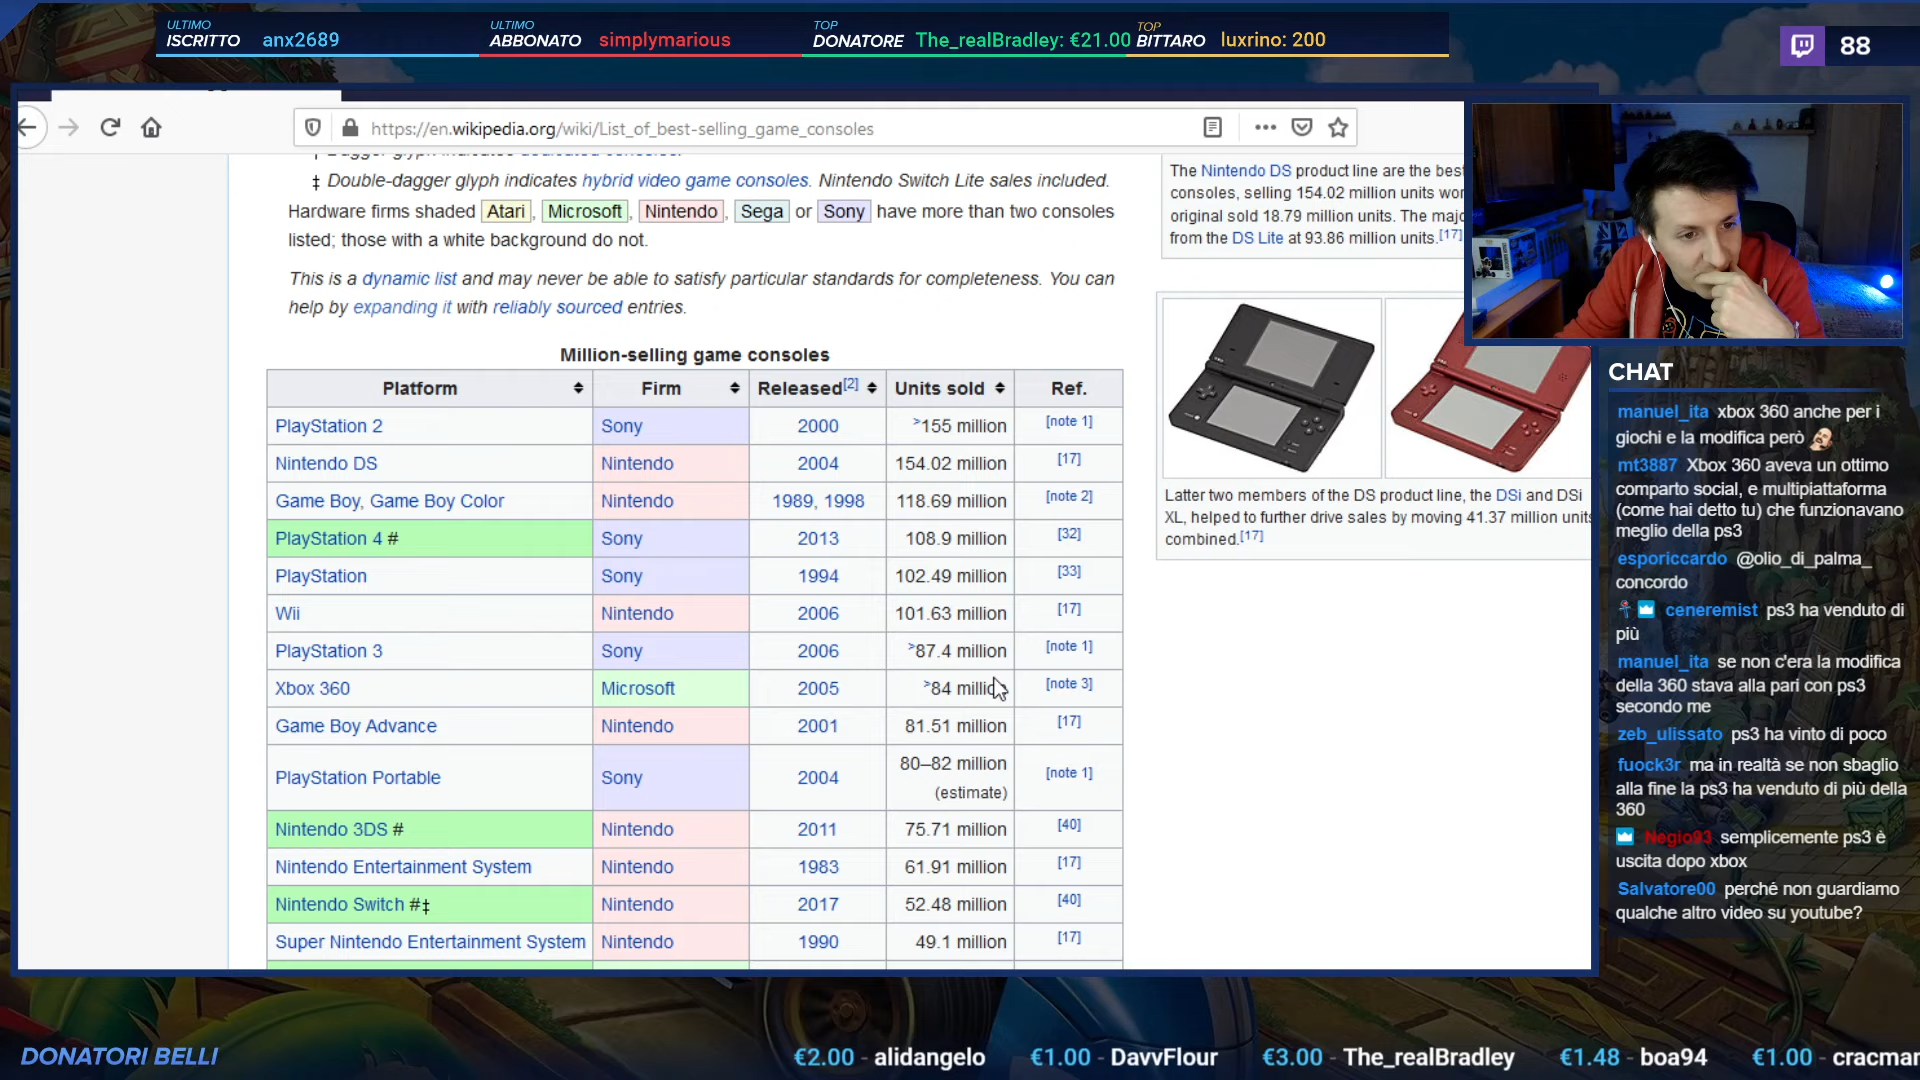 ULTIMO
ISCRITTO anx2689
ULTIMO
ABBONATO simplymarious
TOP
DONATORE The_realBradley: €21.00
TOP
BITTARO luxrino: 200
88
https://en.wikipedia.org/wiki/List_of_best-selling_game_consoles
‡ Double-dagger glyph indicates hybrid video game consoles. Nintendo Switch Lite sales included.
Hardware firms shaded Atari , Microsoft , Nintendo , Sega or Sony have more than two consoles
listed; those with a white background do not.
This is a dynamic list and may never be able to satisfy particular standards for completeness. You can
help by expanding it with reliably sourced entries.
Million-selling game consoles
Platform Firm Released[2] Units sold Ref.
PlayStation 2 Sony 2000 >155 million [note 1]
Nintendo DS Nintendo 2004 154.02 million [17]
Game Boy, Game Boy Color Nintendo 1989, 1998 118.69 million [note 2]
PlayStation 4 # Sony 2013 108.9 million [32]
PlayStation Sony 1994 102.49 million [33]
Wii Nintendo 2006 101.63 million [17]
PlayStation 3 Sony 2006 >87.4 million [note 1]
Xbox 360 Microsoft 2005 >84 million [note 3]
Game Boy Advance Nintendo 2001 81.51 million [17]
PlayStation Portable Sony 2004 80–82 million (estimate) [note 1]
Nintendo 3DS # Nintendo 2011 75.71 million [40]
Nintendo Entertainment System Nintendo 1983 61.91 million [17]
Nintendo Switch #‡ Nintendo 2017 52.48 million [40]
Super Nintendo Entertainment System Nintendo 1990 49.1 million [17]
The Nintendo DS product line are the best
consoles, selling 154.02 million units
original sold 18.79 million units. The
from the DS Lite at 93.86 million units.[17]
Latter two members of the DS product line, the DSi and DSi
XL, helped to further drive sales by moving 41.37 million units
combined.[17]
CHAT
manuel_ita xbox 360 anche per i
giochi e la modifica però
mt3887 Xbox 360 aveva un ottimo
comparto social, e multipiattaforma
(come hai detto tu) che funzionavano
meglio della ps3
esporiccardo @olio_di_palma_
concordo
ceneremist ps3 ha venduto di
più
manuel_ita se non c'era la modifica
della 360 stava alla pari con ps3
secondo me
zeb_ulissato ps3 ha vinto di poco
fuock3r ma in realtà se non sbaglio
alla fine la ps3 ha venduto di più della
360
Negio93 semplicemente ps3 è
uscita dopo xbox
Salvatore00 perché non guardiamo
qualche altro video su youtube?
DONATORI BELLI €2.00 - alidangelo €1.00 - DavvFlour €3.00 - The_realBradley €1.48 - boa94 €1.00 - cracmar